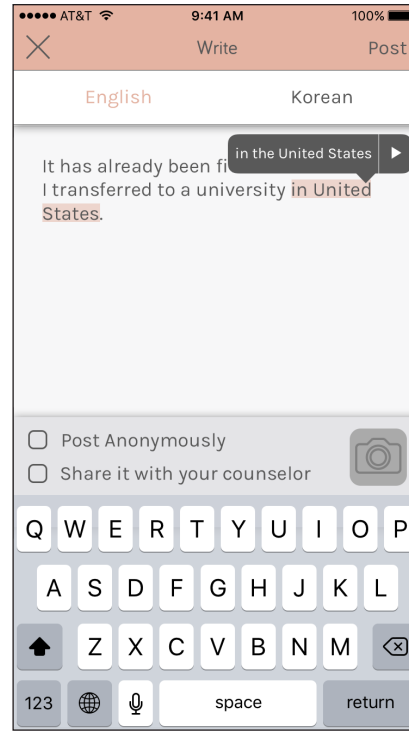 AT&T 9:41 AM 100%
Write Post
English Korean
in the United States
It has already been fi
I transferred to a university in United
States.
Post Anonymously
Share it with your counselor
Q W E R T Y U I O P
A S D F G H J K L
Z X C V B N M
123 space return